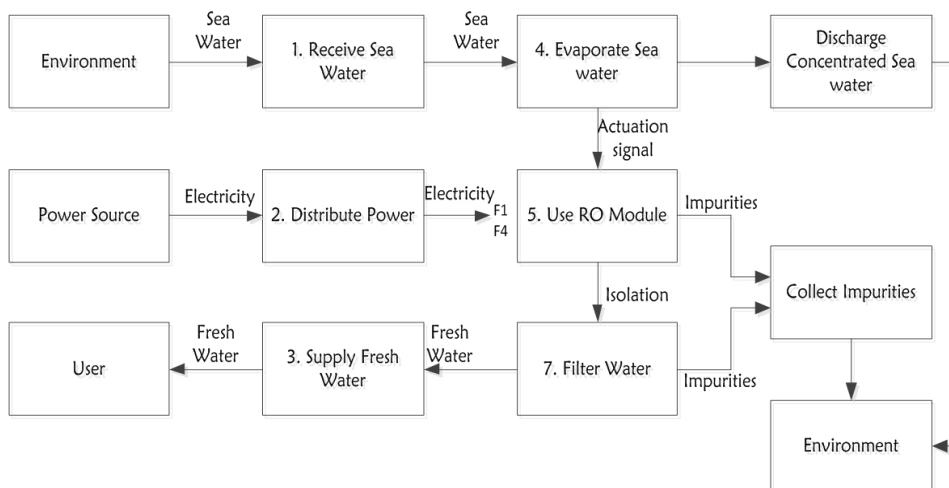 Environment
Sea
Water
1. Receive Sea
Water
Sea
Water
4. Evaporate Sea
water
Discharge
Concentrated Sea
water
Actuation
signal
Power Source
Electricity
2. Distribute Power
Electricity
F1
F4
5. Use RO Module
Impurities
Collect Impurities
Isolation
User
Fresh
Water
3. Supply Fresh
Water
Fresh
Water
7. Filter Water
Impurities
Environment